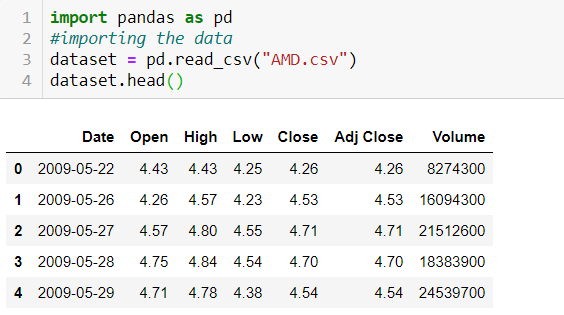 1 import pandas as pd
2 #importing the data
3 dataset = pd.read_csv("AMD.csv")
4 dataset.head()
Date Open High Low Close Adj Close Volume
0 2009-05-22 4.43 4.43 4.25 4.26 4.26 8274300
1 2009-05-26 4.26 4.57 4.23 4.53 4.53 16094300
2 2009-05-27 4.57 4.80 4.55 4.71 4.71 21512600
3 2009-05-28 4.75 4.84 4.54 4.70 4.70 18383900
4 2009-05-29 4.71 4.78 4.38 4.54 4.54 24539700